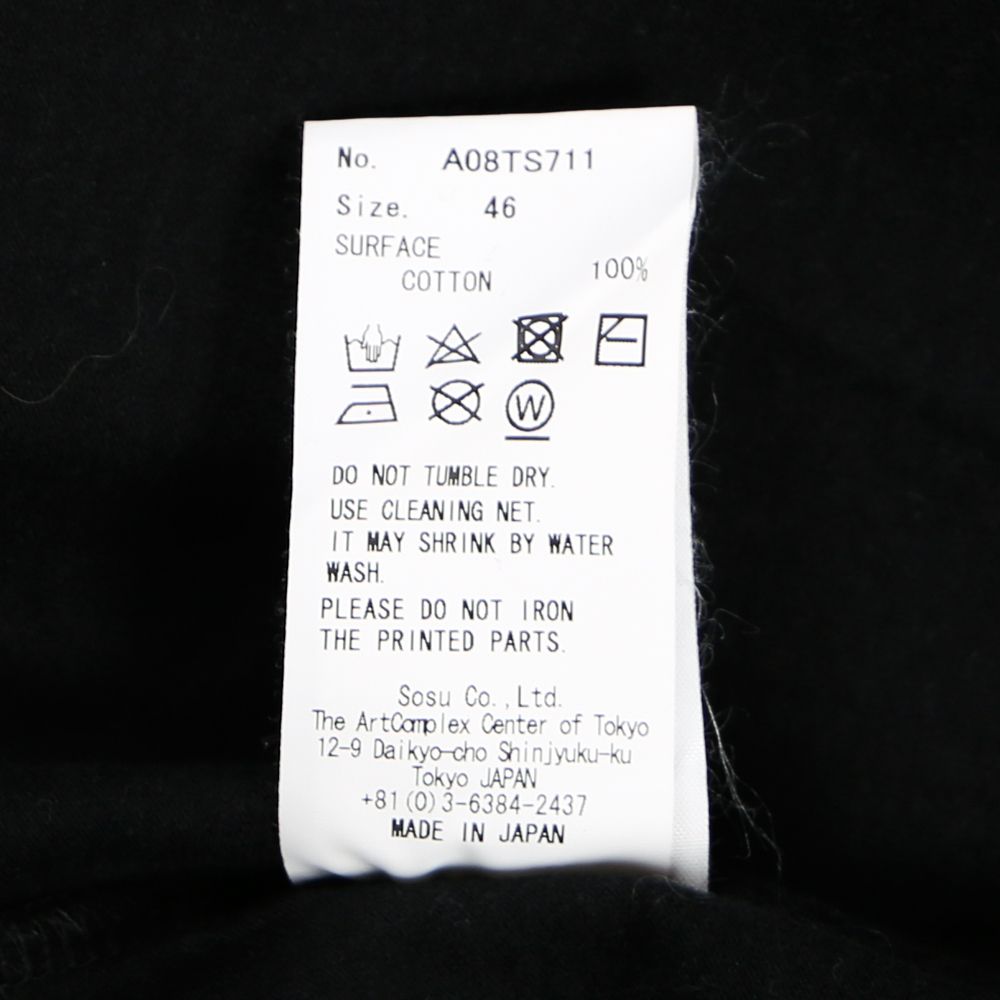 No. A08TS711
Size. 46
SURFACE
COTTON 100%
W
DO NOT TUMBLE DRY.
USE CLEANING NET.
IT MAY SHRINK BY WATER
WASH.
PLEASE DO NOT IRON
THE PRINTED PARTS.
Sosu Co.,Ltd.
The ArtComplex Center of Tokyo
12-9 Daikyo-cho Shinjyuku-ku
Tokyo JAPAN
+81(0)3-6384-2437
MADE IN JAPAN